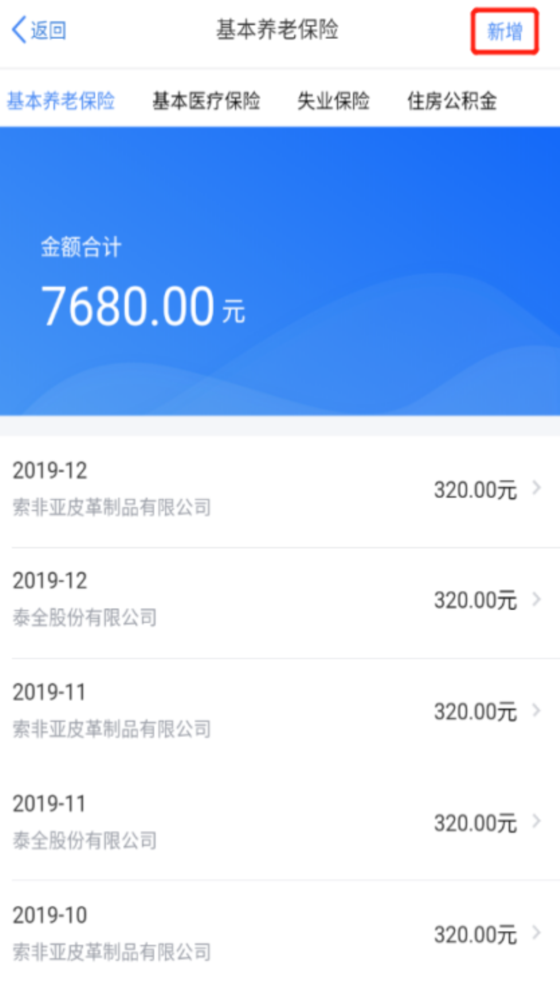 返回 基本养老保险 新增
基本养老保险 基本医疗保险 失业保险 住房公积金
金额合计
7680.00 元
2019-12
索非亚皮革制品有限公司
320.00元
2019-12
泰全股份有限公司
320.00元
2019-11
索非亚皮革制品有限公司
320.00元
2019-11
泰全股份有限公司
320.00元
2019-10
索非亚皮革制品有限公司
320.00元